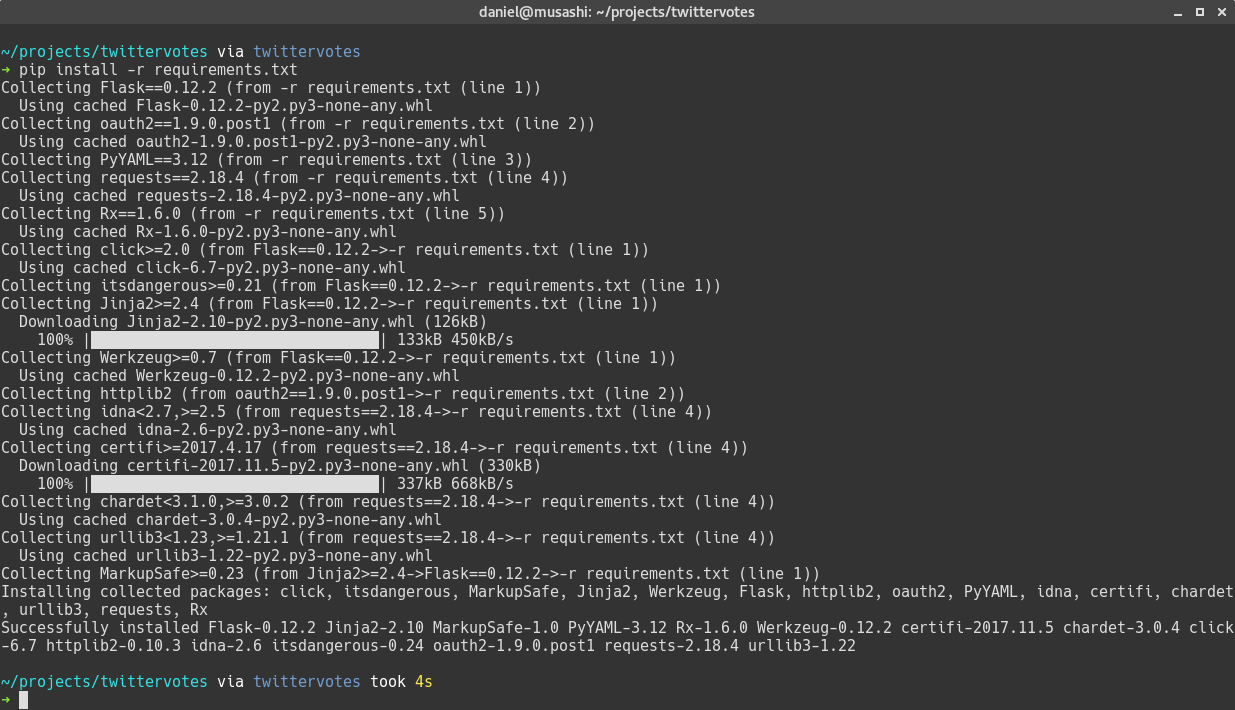 daniel@musashi: ~/projects/twittervotes
~/projects/twittervotes via twittervotes
➜ pip install -r requirements.txt
Collecting Flask==0.12.2 (from -r requirements.txt (line 1))
  Using cached Flask-0.12.2-py2.py3-none-any.whl
Collecting oauth2==1.9.0.post1 (from -r requirements.txt (line 2))
  Using cached oauth2-1.9.0.post1-py2.py3-none-any.whl
Collecting PyYAML==3.12 (from -r requirements.txt (line 3))
Collecting requests==2.18.4 (from -r requirements.txt (line 4))
  Using cached requests-2.18.4-py2.py3-none-any.whl
Collecting Rx==1.6.0 (from -r requirements.txt (line 5))
  Using cached Rx-1.6.0-py2.py3-none-any.whl
Collecting click>=2.0 (from Flask==0.12.2->-r requirements.txt (line 1))
  Using cached click-6.7-py2.py3-none-any.whl
Collecting itsdangerous>=0.21 (from Flask==0.12.2->-r requirements.txt (line 1))
Collecting Jinja2>=2.4 (from Flask==0.12.2->-r requirements.txt (line 1))
  Downloading Jinja2-2.10-py2.py3-none-any.whl (126kB)
    100% |████████████████████████████████| 133kB 450kB/s
Collecting Werkzeug>=0.7 (from Flask==0.12.2->-r requirements.txt (line 1))
  Using cached Werkzeug-0.12.2-py2.py3-none-any.whl
Collecting httplib2 (from oauth2==1.9.0.post1->-r requirements.txt (line 2))
Collecting idna<2.7,>=2.5 (from requests==2.18.4->-r requirements.txt (line 4))
  Using cached idna-2.6-py2.py3-none-any.whl
Collecting certifi>=2017.4.17 (from requests==2.18.4->-r requirements.txt (line 4))
  Downloading certifi-2017.11.5-py2.py3-none-any.whl (330kB)
    100% |████████████████████████████████| 337kB 668kB/s
Collecting chardet<3.1.0,>=3.0.2 (from requests==2.18.4->-r requirements.txt (line 4))
  Using cached chardet-3.0.4-py2.py3-none-any.whl
Collecting urllib3<1.23,>=1.21.1 (from requests==2.18.4->-r requirements.txt (line 4))
  Using cached urllib3-1.22-py2.py3-none-any.whl
Collecting MarkupSafe>=0.23 (from Jinja2>=2.4->Flask==0.12.2->-r requirements.txt (line 1))
Installing collected packages: click, itsdangerous, MarkupSafe, Jinja2, Werkzeug, Flask, httplib2, oauth2, PyYAML, idna, certifi, chardet
, urllib3, requests, Rx
Successfully installed Flask-0.12.2 Jinja2-2.10 MarkupSafe-1.0 PyYAML-3.12 Rx-1.6.0 Werkzeug-0.12.2 certifi-2017.11.5 chardet-3.0.4 click
-6.7 httplib2-0.10.3 idna-2.6 itsdangerous-0.24 oauth2-1.9.0.post1 requests-2.18.4 urllib3-1.22
~/projects/twittervotes via twittervotes took 4s
➜